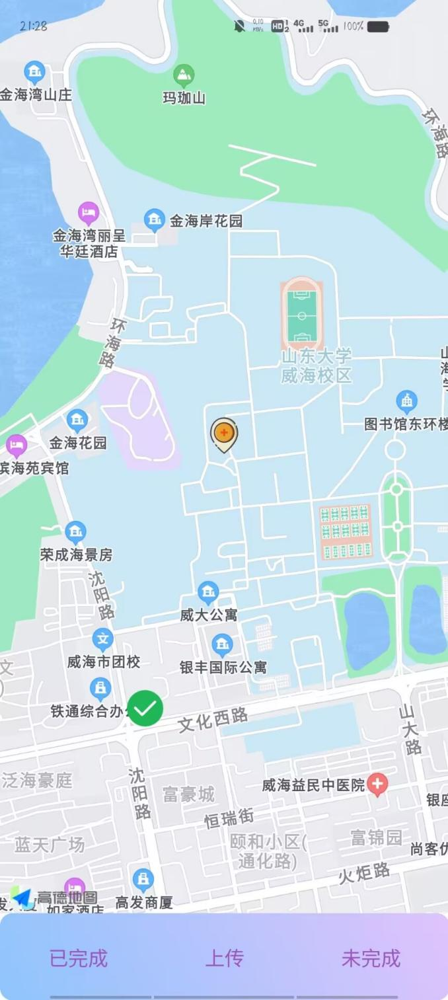 21:28
0.10
KB/s
HD 1 2
4G
5G
100%
金海湾山庄
玛珈山
环海路
金海湾丽呈
华廷酒店
金海岸花园
环海路
山东大学
威海校区
图书馆东环楼
金海花园
滨海苑宾馆
荣成海景房
沈阳路
威大公寓
文
威海市团校
银丰国际公寓
铁通综合办
文化西路
山大路
泛海豪庭
沈阳路
富豪城
威海益民中医院
银座
恒瑞街
蓝天广场
颐和小区(
通化路)
富锦园
尚客优
火炬路
高德地图
如家酒店
高发商厦
已完成
上传
未完成